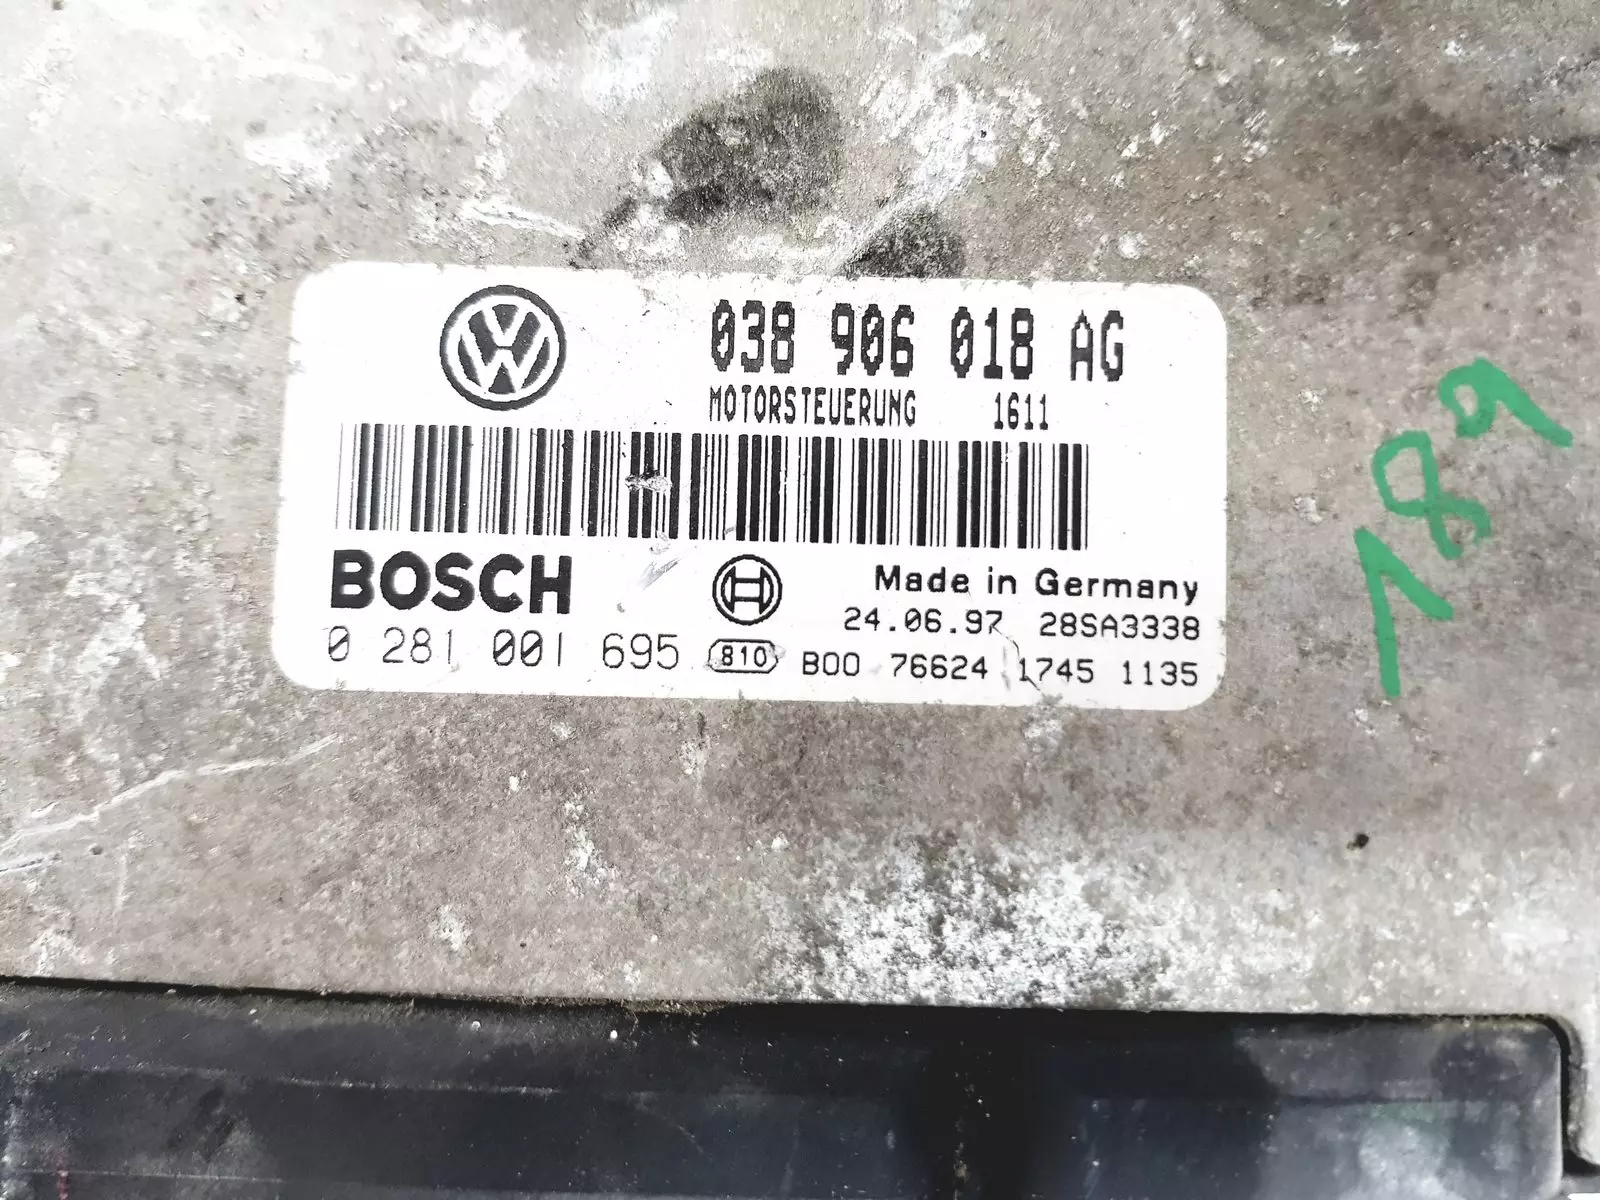 038 906 018 AG
MOTORSTEUERUNG 1611
BOSCH
Made in Germany
24.06.97 28SA3338
0 281 001 695 810 B00 76624 1745 1135
189